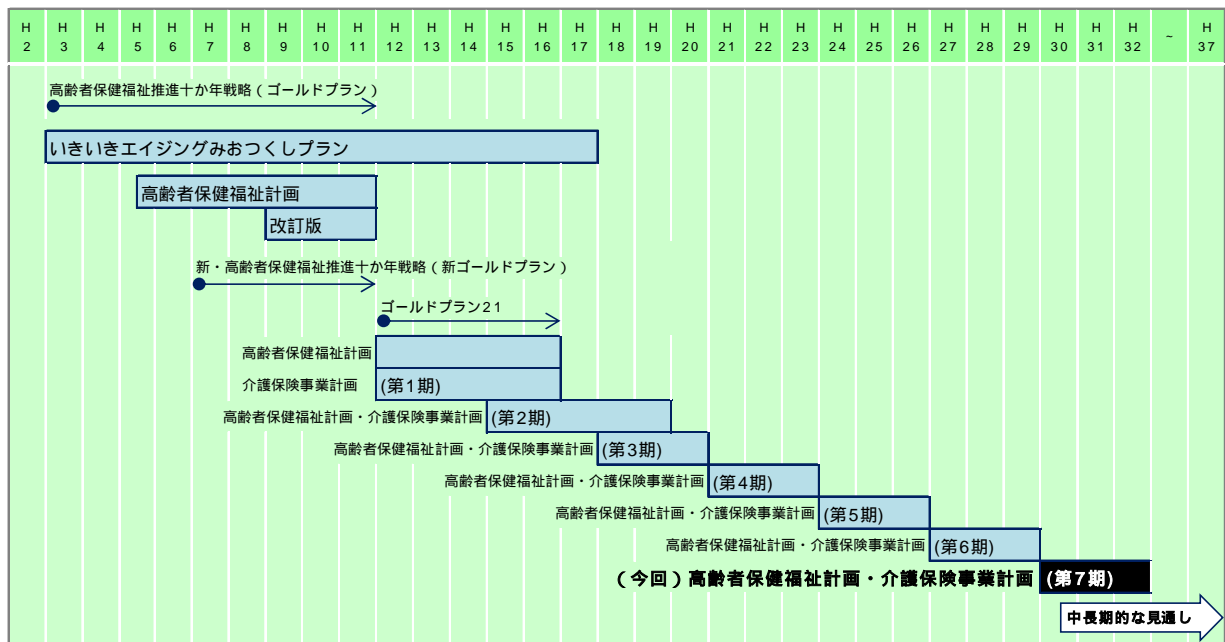 H H H H H H H H H H H H H H H H H H H H H H H H H H H H H H H ~ H
2 3 4 5 6 7 8 9 10 11 12 13 14 15 16 17 18 19 20 21 22 23 24 25 26 27 28 29 30 31 32 37
高齢者保健福祉推進十か年戦略(ゴールドプラン)
いきいきエイジングみおつくしプラン
高齢者保健福祉計画
改訂版
新・高齢者保健福祉推進十か年戦略(新ゴールドプラン)
ゴールドプラン21
高齢者保健福祉計画
介護保険事業計画 (第1期)
高齢者保健福祉計画・介護保険事業計画 (第2期)
高齢者保健福祉計画・介護保険事業計画 (第3期)
高齢者保健福祉計画・介護保険事業計画 (第4期)
高齢者保健福祉計画・介護保険事業計画 (第5期)
高齢者保健福祉計画・介護保険事業計画 (第6期)
(今回)高齢者保健福祉計画・介護保険事業計画 (第7期)
中長期的な見通し